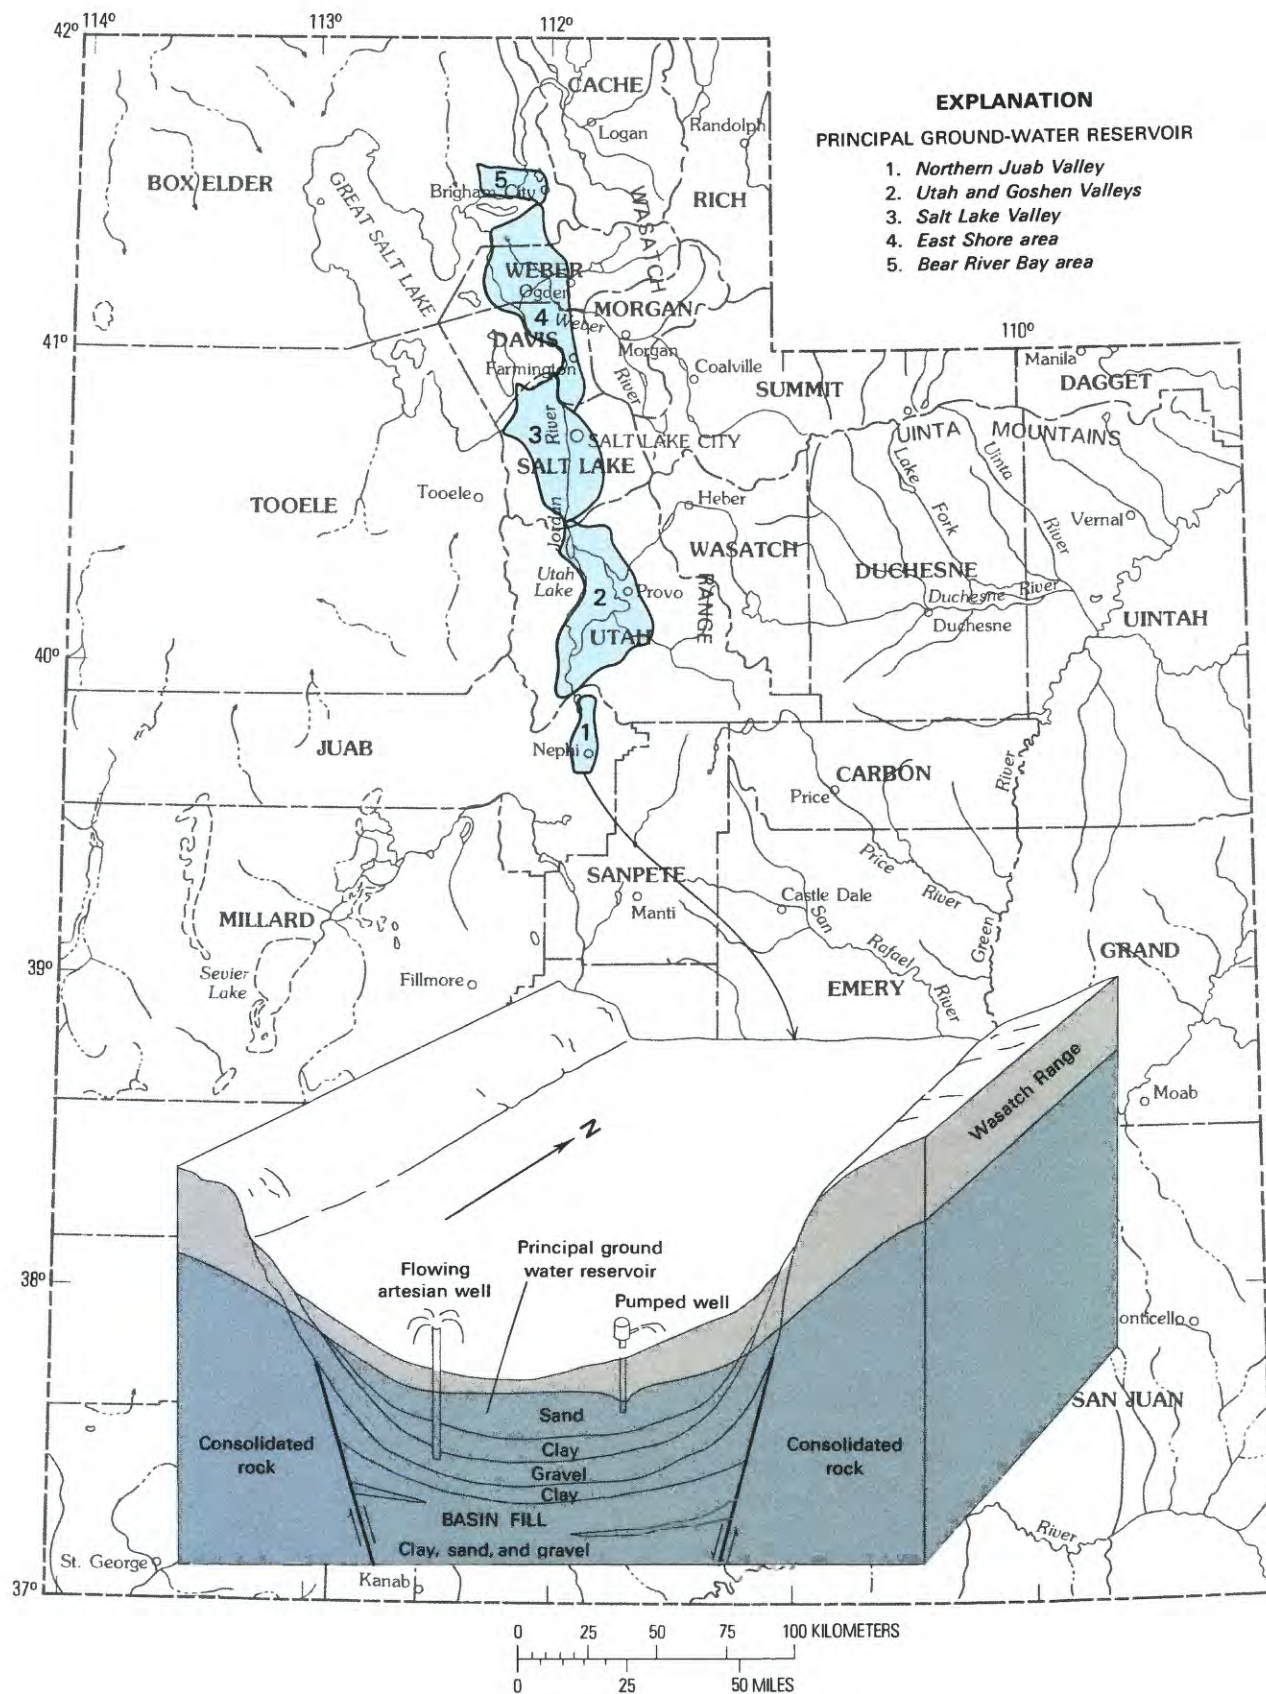 114°
113°
112°
42°
EXPLANATION
PRINCIPAL GROUND-WATER RESERVOIR
1. Northern Juab Valley
2. Utah and Goshen Valleys
3. Salt Lake Valley
4. East Shore area
5. Bear River Bay area
CACHE
Logan
Randolph
BOX ELDER
GREAT SALT LAKE
5
Brigham City
WASATCH
RICH
WEBER
Ogden
4
Weber
MORGAN
41°
DAVIS
Morgan
110°
Manila
Farmington
River
Coalville
SUMMIT
DAGGET
3
River
SALT LAKE CITY
UINTA
MOUNTAINS
SALT LAKE
Lake
Uinta
TOOELE
Tooele
Heber
Fork
Vernal
Jordan
WASATCH
River
Utah
Lake
DUCHESNE
2
Provo
RANGE
Duchesne River
UTAH
Duchesne
UINTAH
40°
1
JUAB
Nephi
CARBON
River
Price
Price
SANPETE
Castle Dale
River
Manti
San
MILLARD
Rafael
Green
GRAND
39°
Sevier
Lake
Fillmore
EMERY
River
Wasatch Range
Moab
N
Principal ground
water reservoir
38°
Flowing
artesian well
Pumped well
onticello
SAN JUAN
Sand
Consolidated
rock
Clay
Consolidated
rock
Gravel
Clay
BASIN FILL
Clay, sand, and gravel
River
St. George
37°
Kanab
0 25 50 75 100 KILOMETERS
0 25 50 MILES